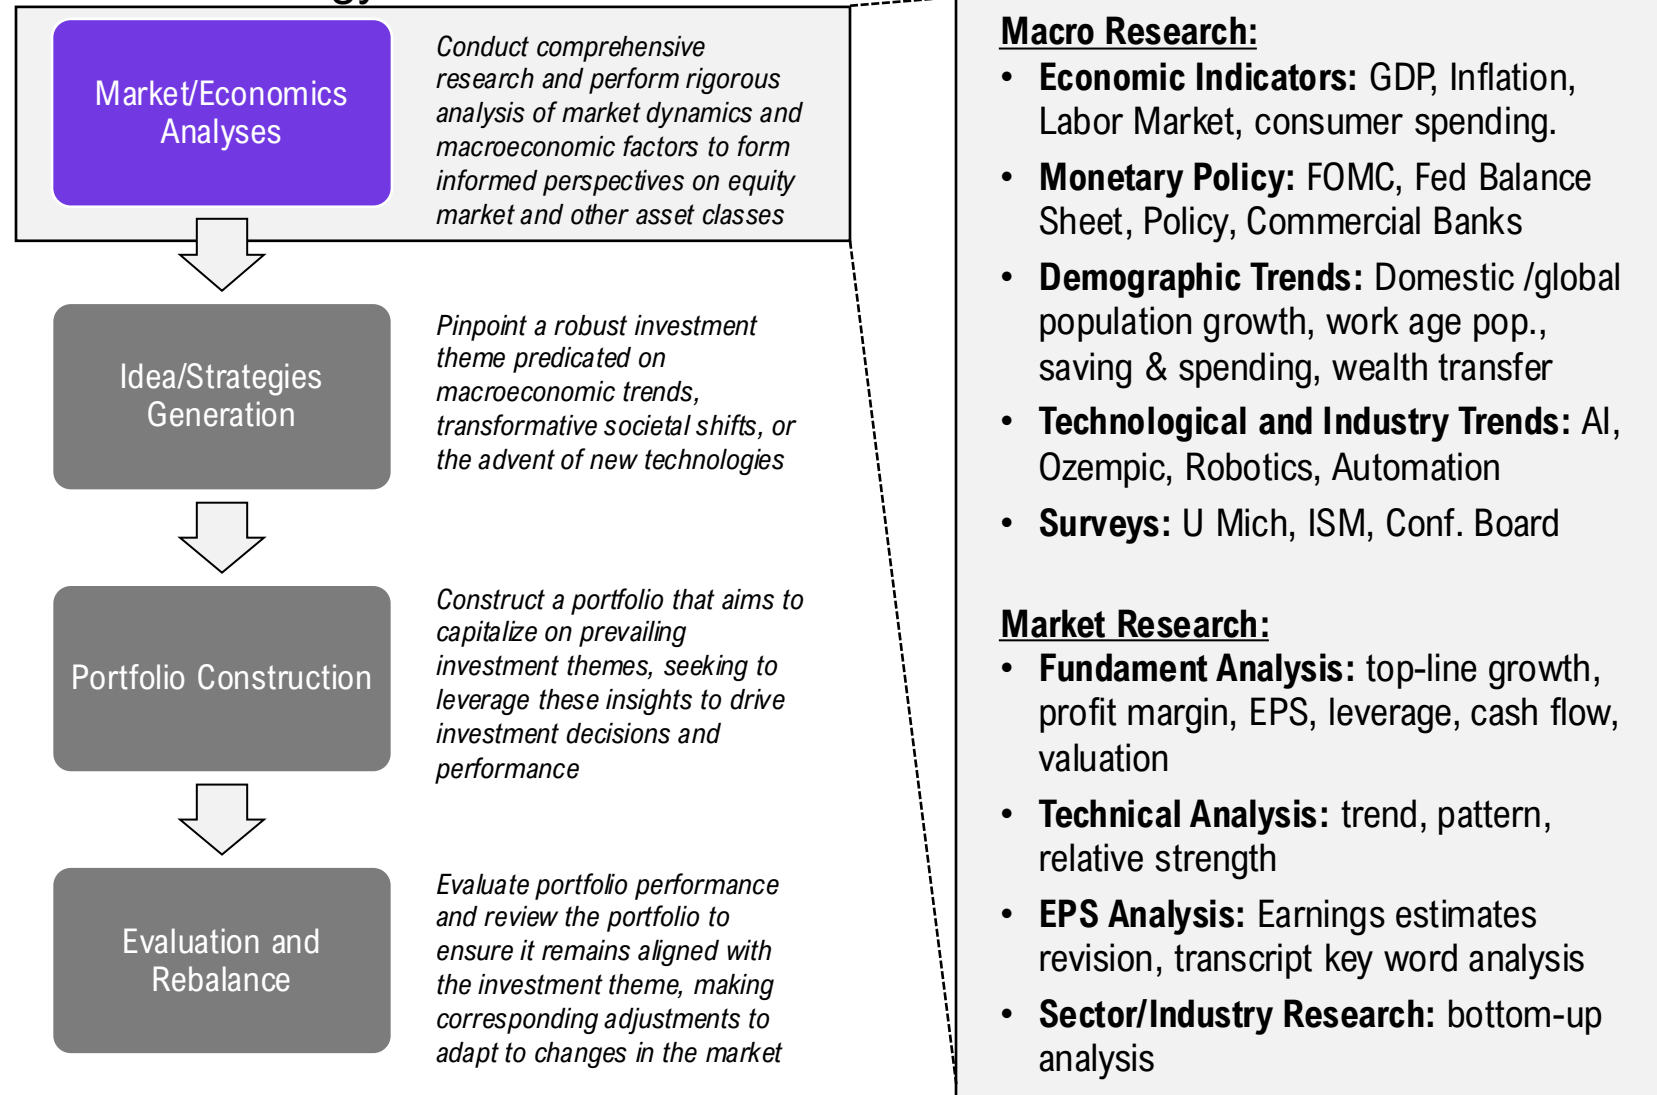 Market/Economics
Analyses
Conduct comprehensive
research and perform rigorous
analysis of market dynamics and
macroeconomic factors to form
informed perspectives on equity
market and other asset classes
Idea/Strategies
Generation
Pinpoint a robust investment
theme predicated on
macroeconomic trends,
transformative societal shifts, or
the advent of new technologies
Portfolio Construction
Construct a portfolio that aims to
capitalize on prevailing
investment themes, seeking to
leverage these insights to drive
investment decisions and
performance
Evaluation and
Rebalance
Evaluate portfolio performance
and review the portfolio to
ensure it remains aligned with
the investment theme, making
corresponding adjustments to
adapt to changes in the market
Macro Research:
• Economic Indicators: GDP, Inflation,
Labor Market, consumer spending.
• Monetary Policy: FOMC, Fed Balance
Sheet, Policy, Commercial Banks
• Demographic Trends: Domestic /global
population growth, work age pop.,
saving & spending, wealth transfer
• Technological and Industry Trends: AI,
Ozempic, Robotics, Automation
• Surveys: U Mich, ISM, Conf. Board
Market Research:
• Fundament Analysis: top-line growth,
profit margin, EPS, leverage, cash flow,
valuation
• Technical Analysis: trend, pattern,
relative strength
• EPS Analysis: Earnings estimates
revision, transcript key word analysis
• Sector/Industry Research: bottom-up
analysis